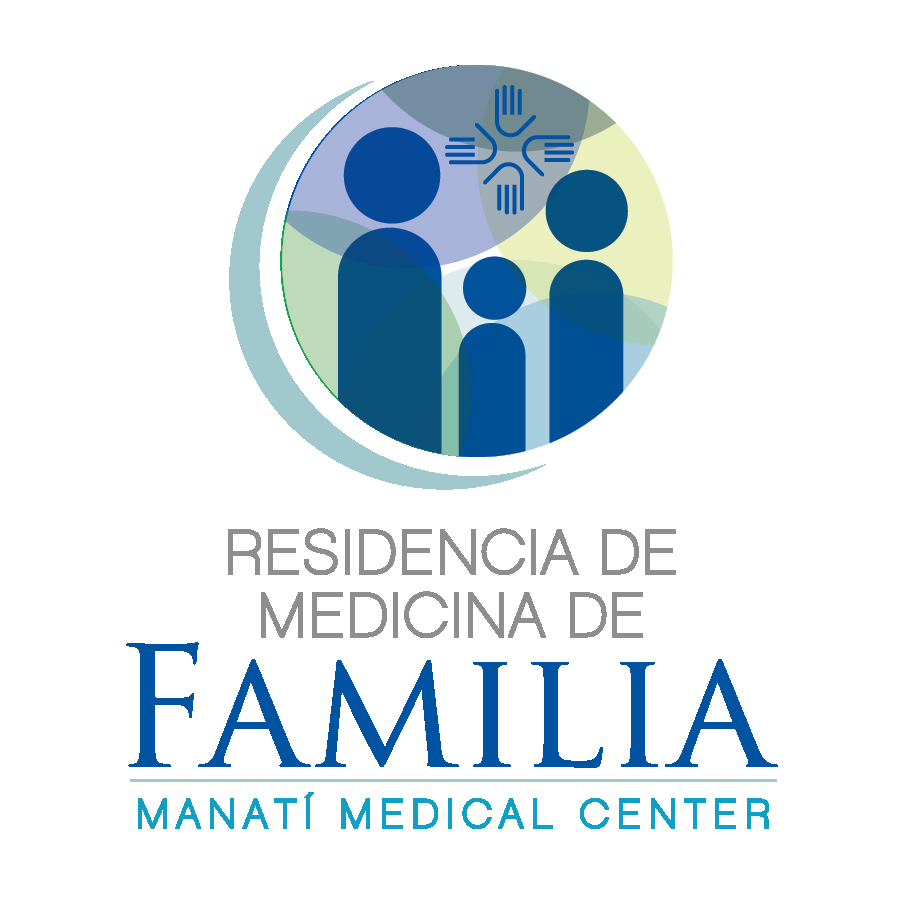 RESIDENCIA DE
MEDICINA DE
FAMILIA
MANATÍ MEDICAL CENTER